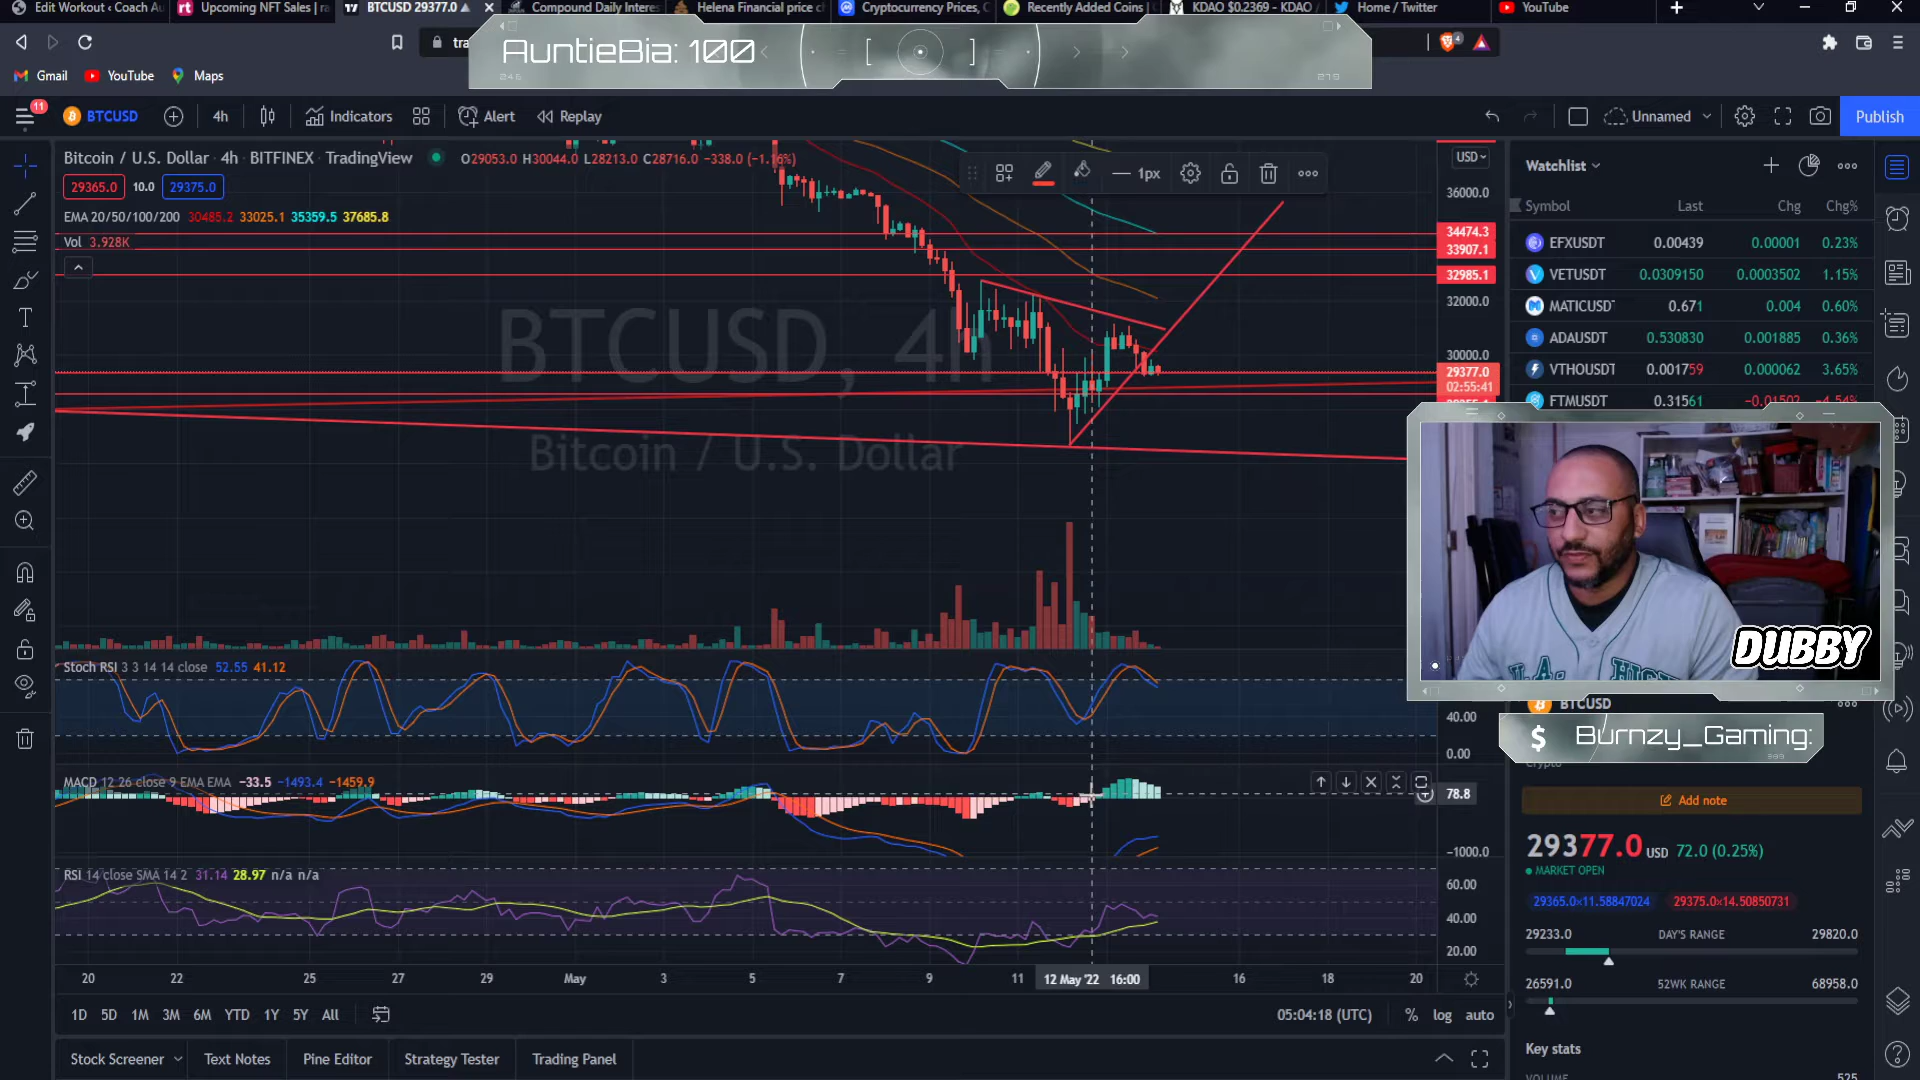 Edit Workout ‹ Coach Au
Upcoming NFT Sales | ra
BTCUSD 29377.0 ▲
Compound Daily Interes
Helena Financial price ch
Cryptocurrency Prices, C
Recently Added Coins |
KDAO $0.2369 - KDAO
Home / Twitter
YouTube
AuntieBia: 100
Gmail
YouTube
Maps
11
BTCUSD
4h
Indicators
Alert
Replay
Unnamed
Publish
Bitcoin / U.S. Dollar · 4h · BITFINEX · TradingView
O29053.0 H30044.0 L28213.0 C28716.0 −338.0 (−1.16%)
29365.0 10.0 29375.0
EMA 20/50/100/200 30485.2 33025.1 35359.5 37685.8
Vol 3.928K
1px
USD
36000.0
34474.3
33907.1
32985.1
32000.0
30000.0
29377.0
02:55:41
BTCUSD, 4h
Bitcoin / U.S. Dollar
Watchlist
Symbol Last Chg Chg%
EFXUSDT 0.00439 0.00001 0.23%
VETUSDT 0.0309150 0.0003502 1.15%
MATICUSDT 0.671 0.004 0.60%
ADAUSDT 0.530830 0.001885 0.36%
VTHOUSDT 0.001759 0.000062 3.65%
FTMUSDT 0.31561 −0.01502 −4.54%
DUBBY
BTCUSD
$ Burnzy_Gaming:
Crypto
Stoch RSI 3 3 14 14 close 52.55 41.12
40.00
0.00
MACD 12 26 close 9 EMA EMA −33.5 −1493.4 −1459.9
78.8
−1000.0
RSI 14 close SMA 14 2 31.14 28.97 n/a n/a
60.00
40.00
20.00
20 22 25 27 29 May 3 5 7 9 11 12 May '22 16:00 16 18 20
Add note
29377.0 USD 72.0 (0.25%)
MARKET OPEN
29365.0×11.58847024 29375.0×14.50850731
29233.0 DAY'S RANGE 29820.0
26591.0 52WK RANGE 68958.0
Key stats
VOLUME 525
1D 5D 1M 3M 6M YTD 1Y 5Y All
05:04:18 (UTC) % log auto
Stock Screener Text Notes Pine Editor Strategy Tester Trading Panel